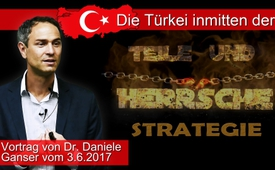 Die Türkei inmitten der
TEILE UND
HERRSCHE
STRATEGIE
Vortrag von Dr. Daniele
Ganser vom 3.6.2017